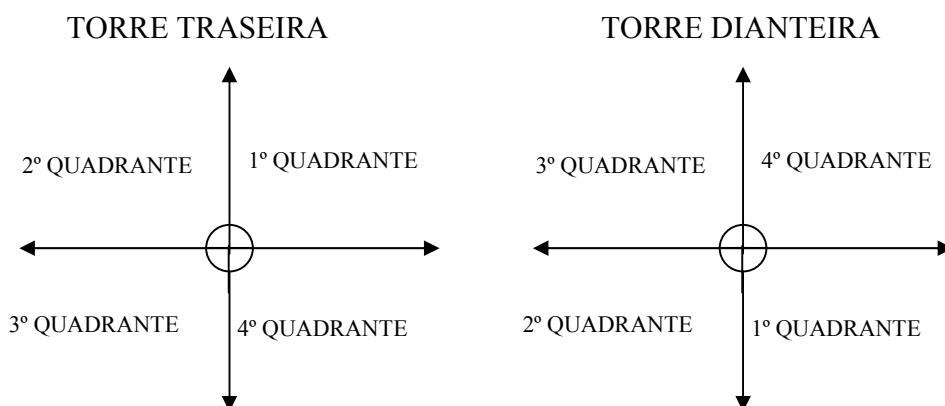 TORRE TRASEIRA
TORRE DIANTEIRA
2º QUADRANTE
1º QUADRANTE
3º QUADRANTE
4º QUADRANTE
3º QUADRANTE
4º QUADRANTE
2º QUADRANTE
1º QUADRANTE